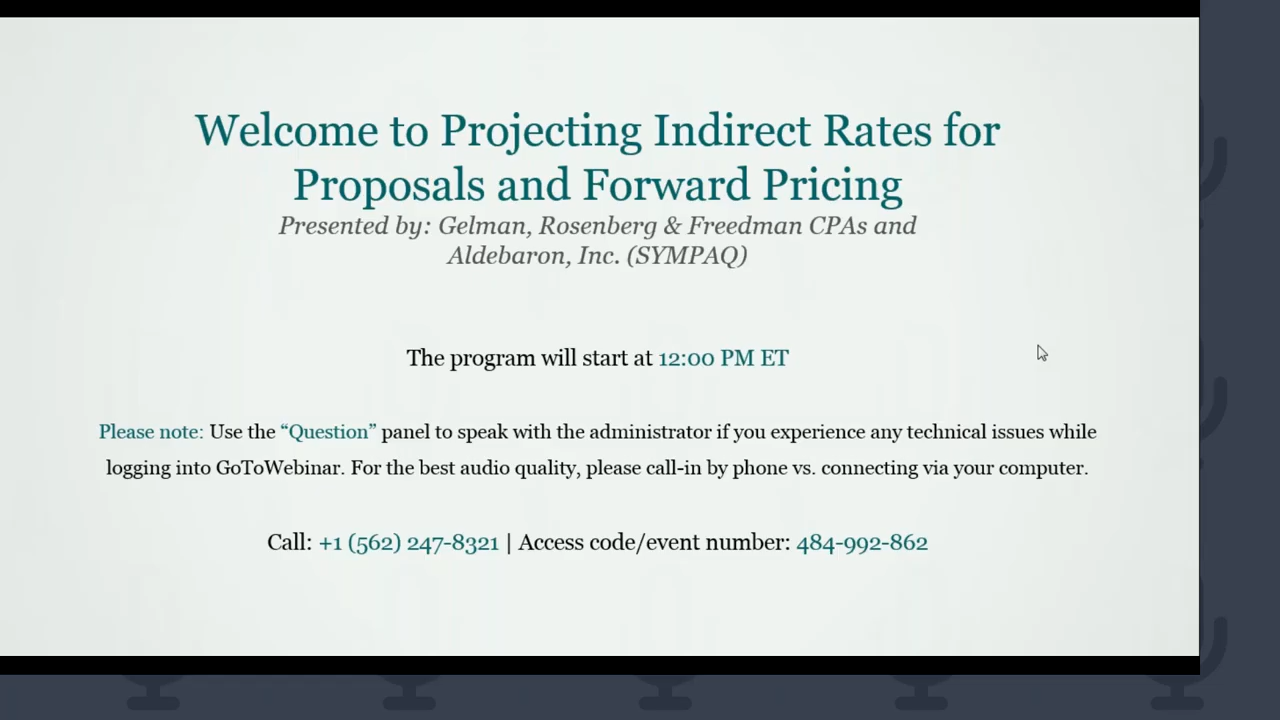 Welcome to Projecting Indirect Rates for
Proposals and Forward Pricing
Presented by: Gelman, Rosenberg & Freedman CPAs and
Aldebaron, Inc. (SYMPAQ)
The program will start at 12:00 PM ET
Please note: Use the “Question” panel to speak with the administrator if you experience any technical issues while
logging into GoToWebinar. For the best audio quality, please call-in by phone vs. connecting via your computer.
Call: +1 (562) 247-8321 | Access code/event number: 484-992-862